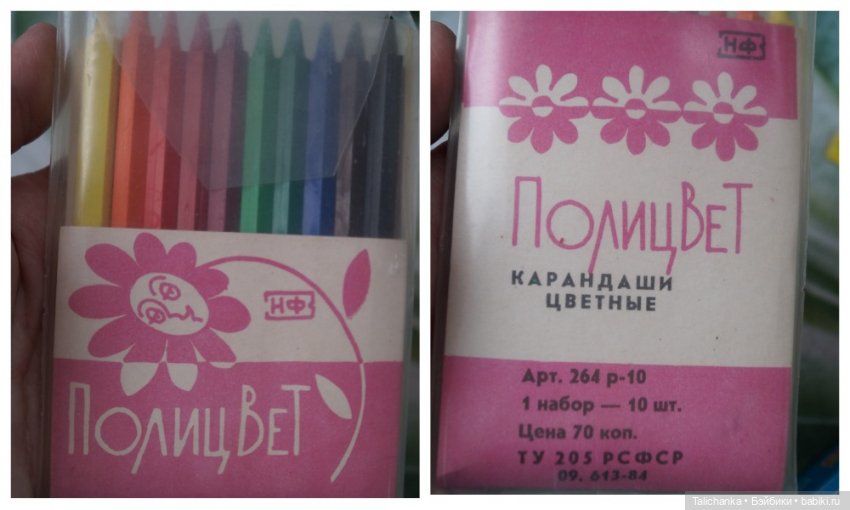 НФ
ПОЛИЦВЕТ
НФ
ПОЛИЦВЕТ
КАРАНДАШИ
ЦВЕТНЫЕ
Арт. 264 р-10
1 набор — 10 шт.
Цена 70 коп.
ТУ 205 РСФСР
09. 613-84
Talichanka • Бэйбики • babiki.ru